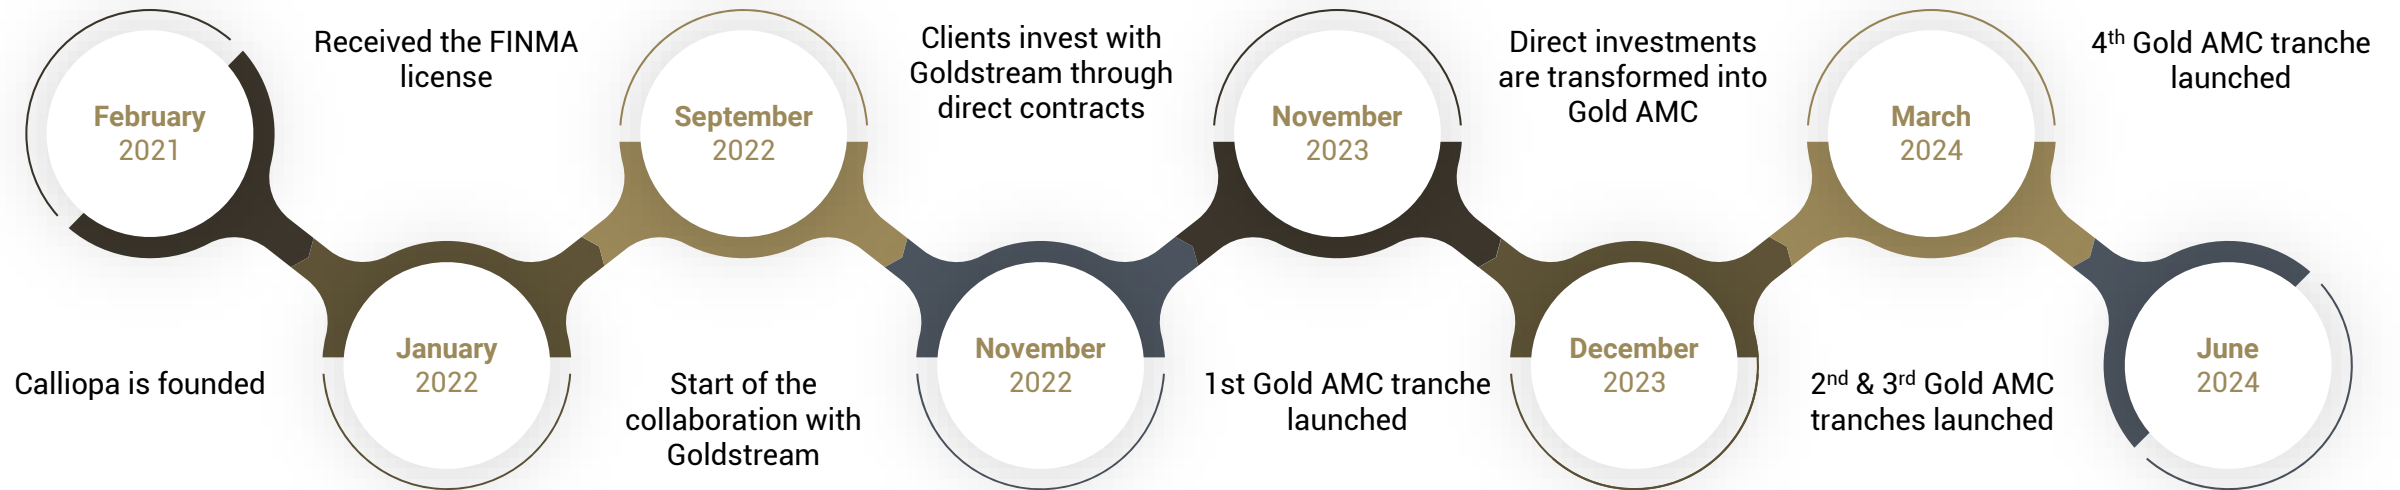 February
2021
Calliopa is founded
Received the FINMA
license
January
2022
September
2022
Start of the
collaboration with
Goldstream
Clients invest with
Goldstream through
direct contracts
November
2022
November
2023
1st Gold AMC tranche
launched
Direct investments
are transformed into
Gold AMC
December
2023
March
2024
2nd & 3rd Gold AMC
tranches launched
4th Gold AMC tranche
launched
June
2024